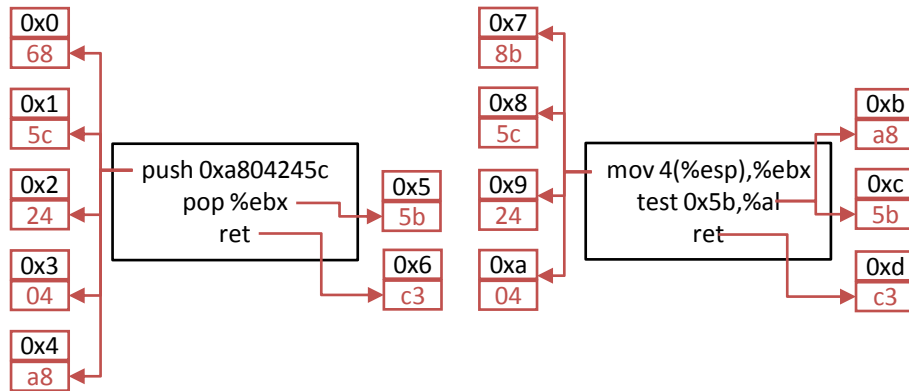 0x0
68
0x1
5c
0x2
24
0x3
04
0x4
a8
push 0xa804245c
pop %ebx
ret
0x5
5b
0x6
c3
0x7
8b
0x8
5c
0x9
24
0xa
04
mov 4(%esp),%ebx
test 0x5b,%al
ret
0xb
a8
0xc
5b
0xd
c3